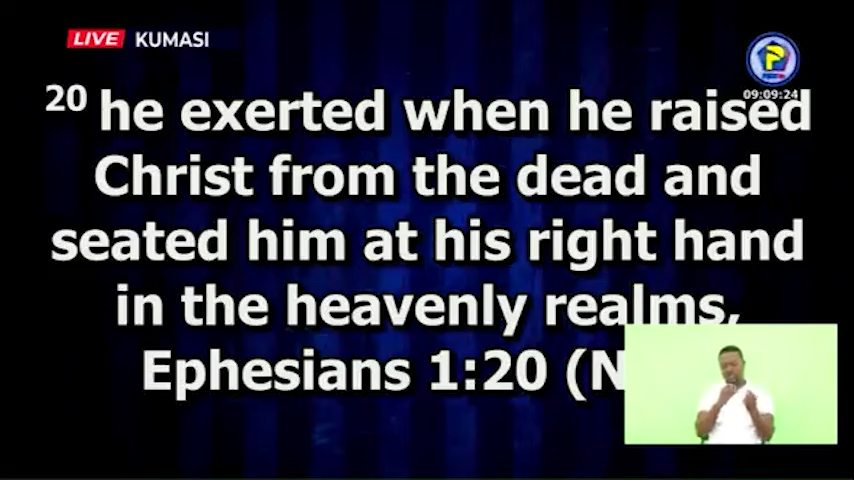 LIVE KUMASI
09:09:24
20 he exerted when he raised
Christ from the dead and
seated him at his right hand
in the heavenly realms,
Ephesians 1:20 (N